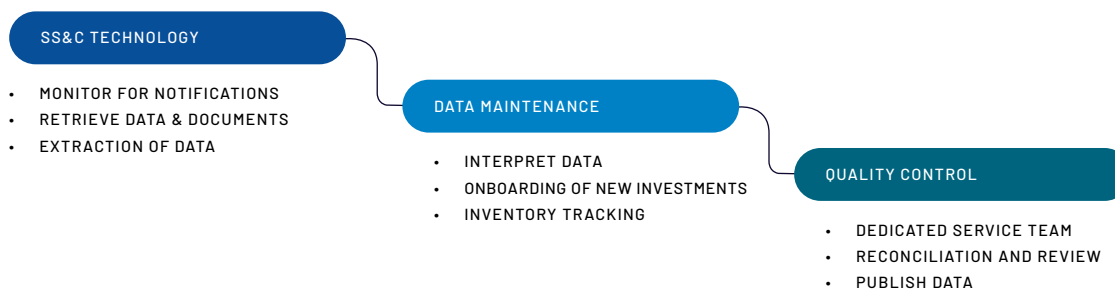 SS&C TECHNOLOGY
• MONITOR FOR NOTIFICATIONS
• RETRIEVE DATA & DOCUMENTS
• EXTRACTION OF DATA
DATA MAINTENANCE
• INTERPRET DATA
• ONBOARDING OF NEW INVESTMENTS
• INVENTORY TRACKING
QUALITY CONTROL
• DEDICATED SERVICE TEAM
• RECONCILIATION AND REVIEW
• PUBLISH DATA